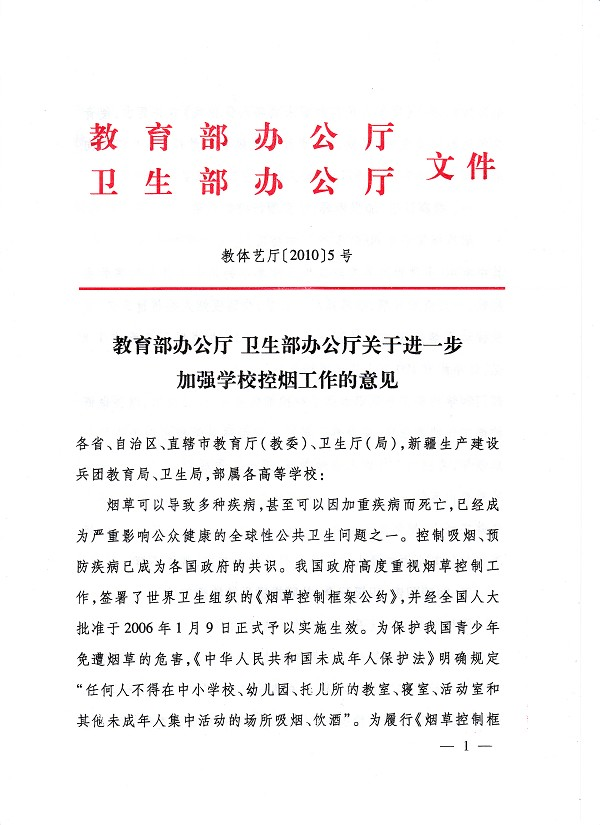 教育部办公厅
卫生部办公厅
文件
教体艺厅〔2010〕5号
教育部办公厅 卫生部办公厅关于进一步
加强学校控烟工作的意见
各省、自治区、直辖市教育厅(教委)、卫生厅(局),新疆生产建设
兵团教育局、卫生局,部属各高等学校:
烟草可以导致多种疾病,甚至可以因加重疾病而死亡,已经成
为严重影响公众健康的全球性公共卫生问题之一。控制吸烟、预
防疾病已成为各国政府的共识。我国政府高度重视烟草控制工
作,签署了世界卫生组织的《烟草控制框架公约》,并经全国人大
批准于2006年1月9日正式予以实施生效。为保护我国青少年
免遭烟草的危害,《中华人民共和国未成年人保护法》明确规定
“任何人不得在中小学校、幼儿园、托儿所的教室、寝室、活动室和
其他未成年人集中活动的场所吸烟、饮酒”。为履行《烟草控制框
— 1 —